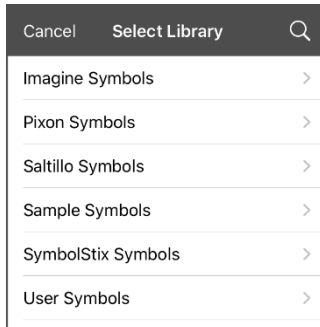 Cancel Select Library
Imagine Symbols
Pixon Symbols
Saltillo Symbols
Sample Symbols
SymbolStix Symbols
User Symbols